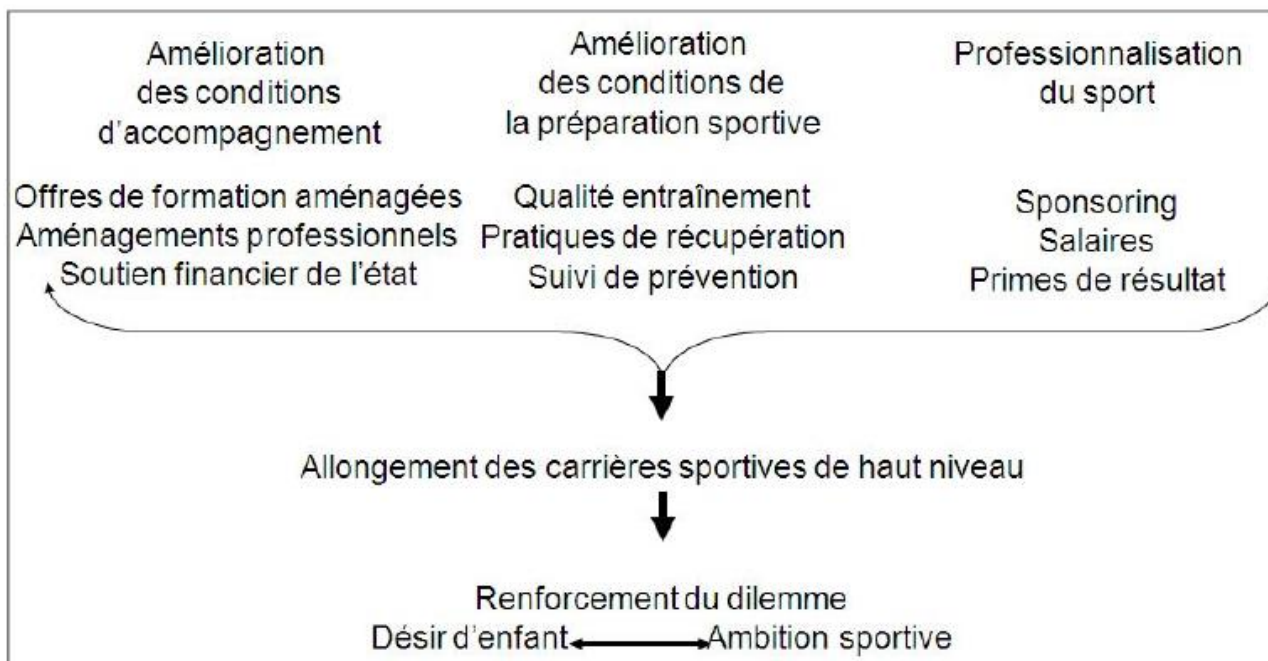 Amélioration
des conditions
d'accompagnement
Offres de formation aménagées
Aménagements professionnels
Soutien financier de l'état
Amélioration
des conditions de
la préparation sportive
Qualité entraînement
Pratiques de récupération
Suivi de prévention
Professionnalisation
du sport
Sponsoring
Salaires
Primes de résultat
Allongement des carrières sportives de haut niveau
Renforcement du dilemme
Désir d'enfant Ambition sportive